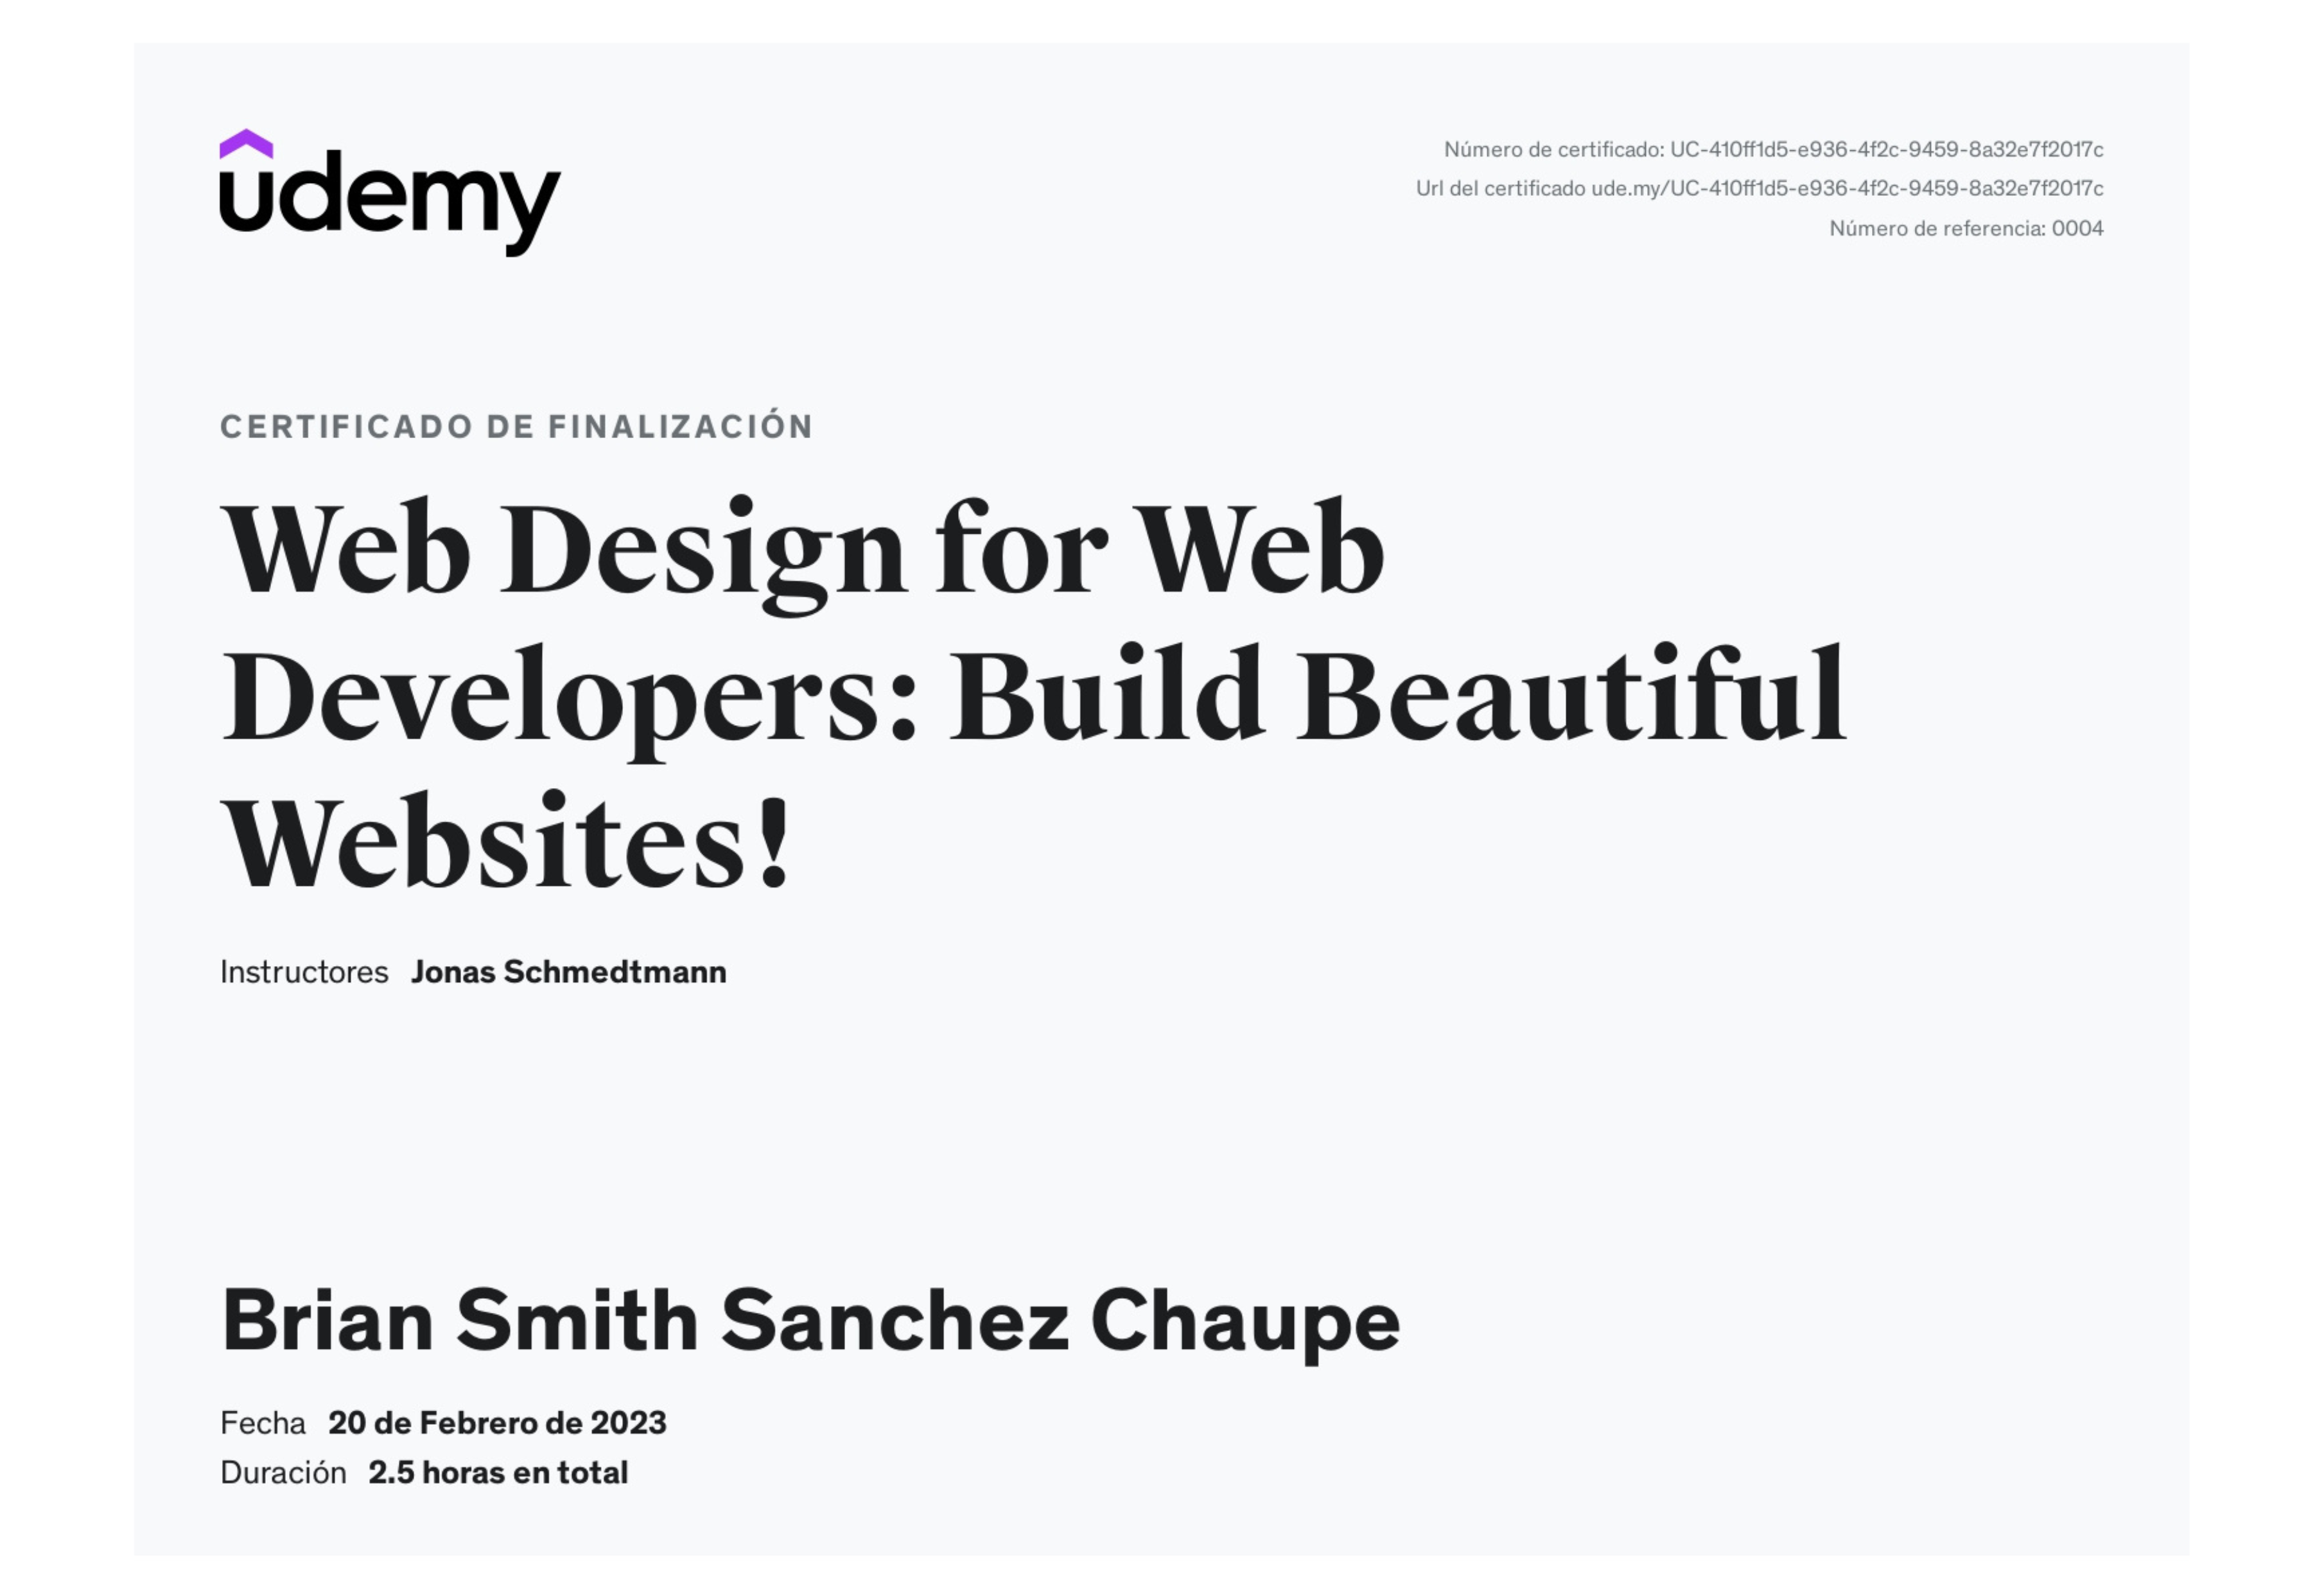 udemy
Número de certificado: UC-410ff1d5-e936-4f2c-9459-8a32e7f2017c
Url del certificado ude.my/UC-410ff1d5-e936-4f2c-9459-8a32e7f2017c
Número de referencia: 0004
CERTIFICADO DE FINALIZACIÓN
Web Design for Web
Developers: Build Beautiful
Websites!
Instructores Jonas Schmedtmann
Brian Smith Sanchez Chaupe
Fecha 20 de Febrero de 2023
Duración 2.5 horas en total